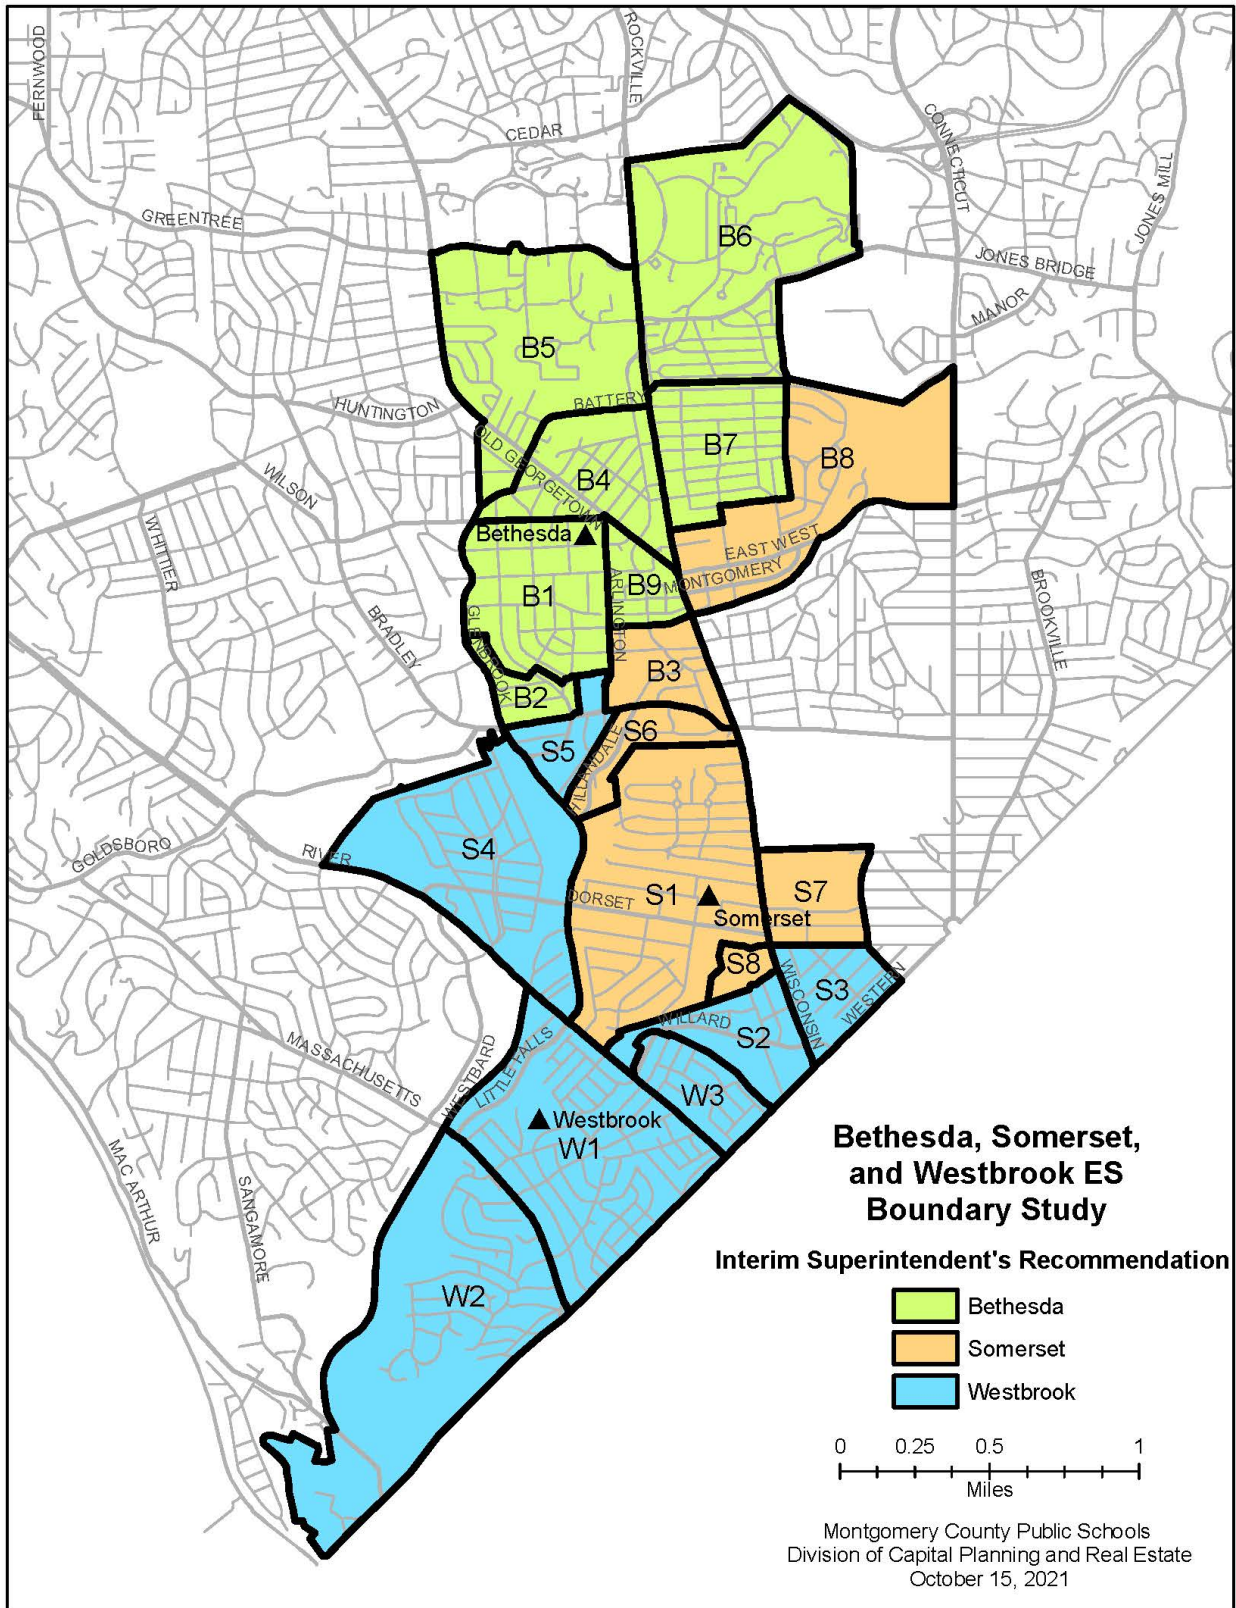 FERNWOOD
ROCKVILLE
CEDAR
CONNECTICUT
JONES MILL
GREENTREE
B6
JONES BRIDGE
MANOR
B5
HUNTINGTON
BATTERY
OLD GEORGETOWN
B7
B8
B4
WILSON
WHITTIER
Bethesda
EAST WEST
MONTGOMERY
B9
B1
ARLINGTON
GLENBROOK
BRADLEY
BROOKVILLE
B3
B2
S6
S5
HILLANDALE
S4
GOLDSBORO
RIVER
DORSET
S1
S7
Somerset
S8
WISCONSIN
S3
WESTERN
WILLARD
S2
MASSACHUSETTS
WESTBARD
LITTLE FALLS
W3
Westbrook
W1
MAC ARTHUR
SANGAMORE
W2
Bethesda, Somerset,
and Westbrook ES
Boundary Study
Interim Superintendent's Recommendation
Bethesda
Somerset
Westbrook
0 0.25 0.5 1
Miles
Montgomery County Public Schools
Division of Capital Planning and Real Estate
October 15, 2021